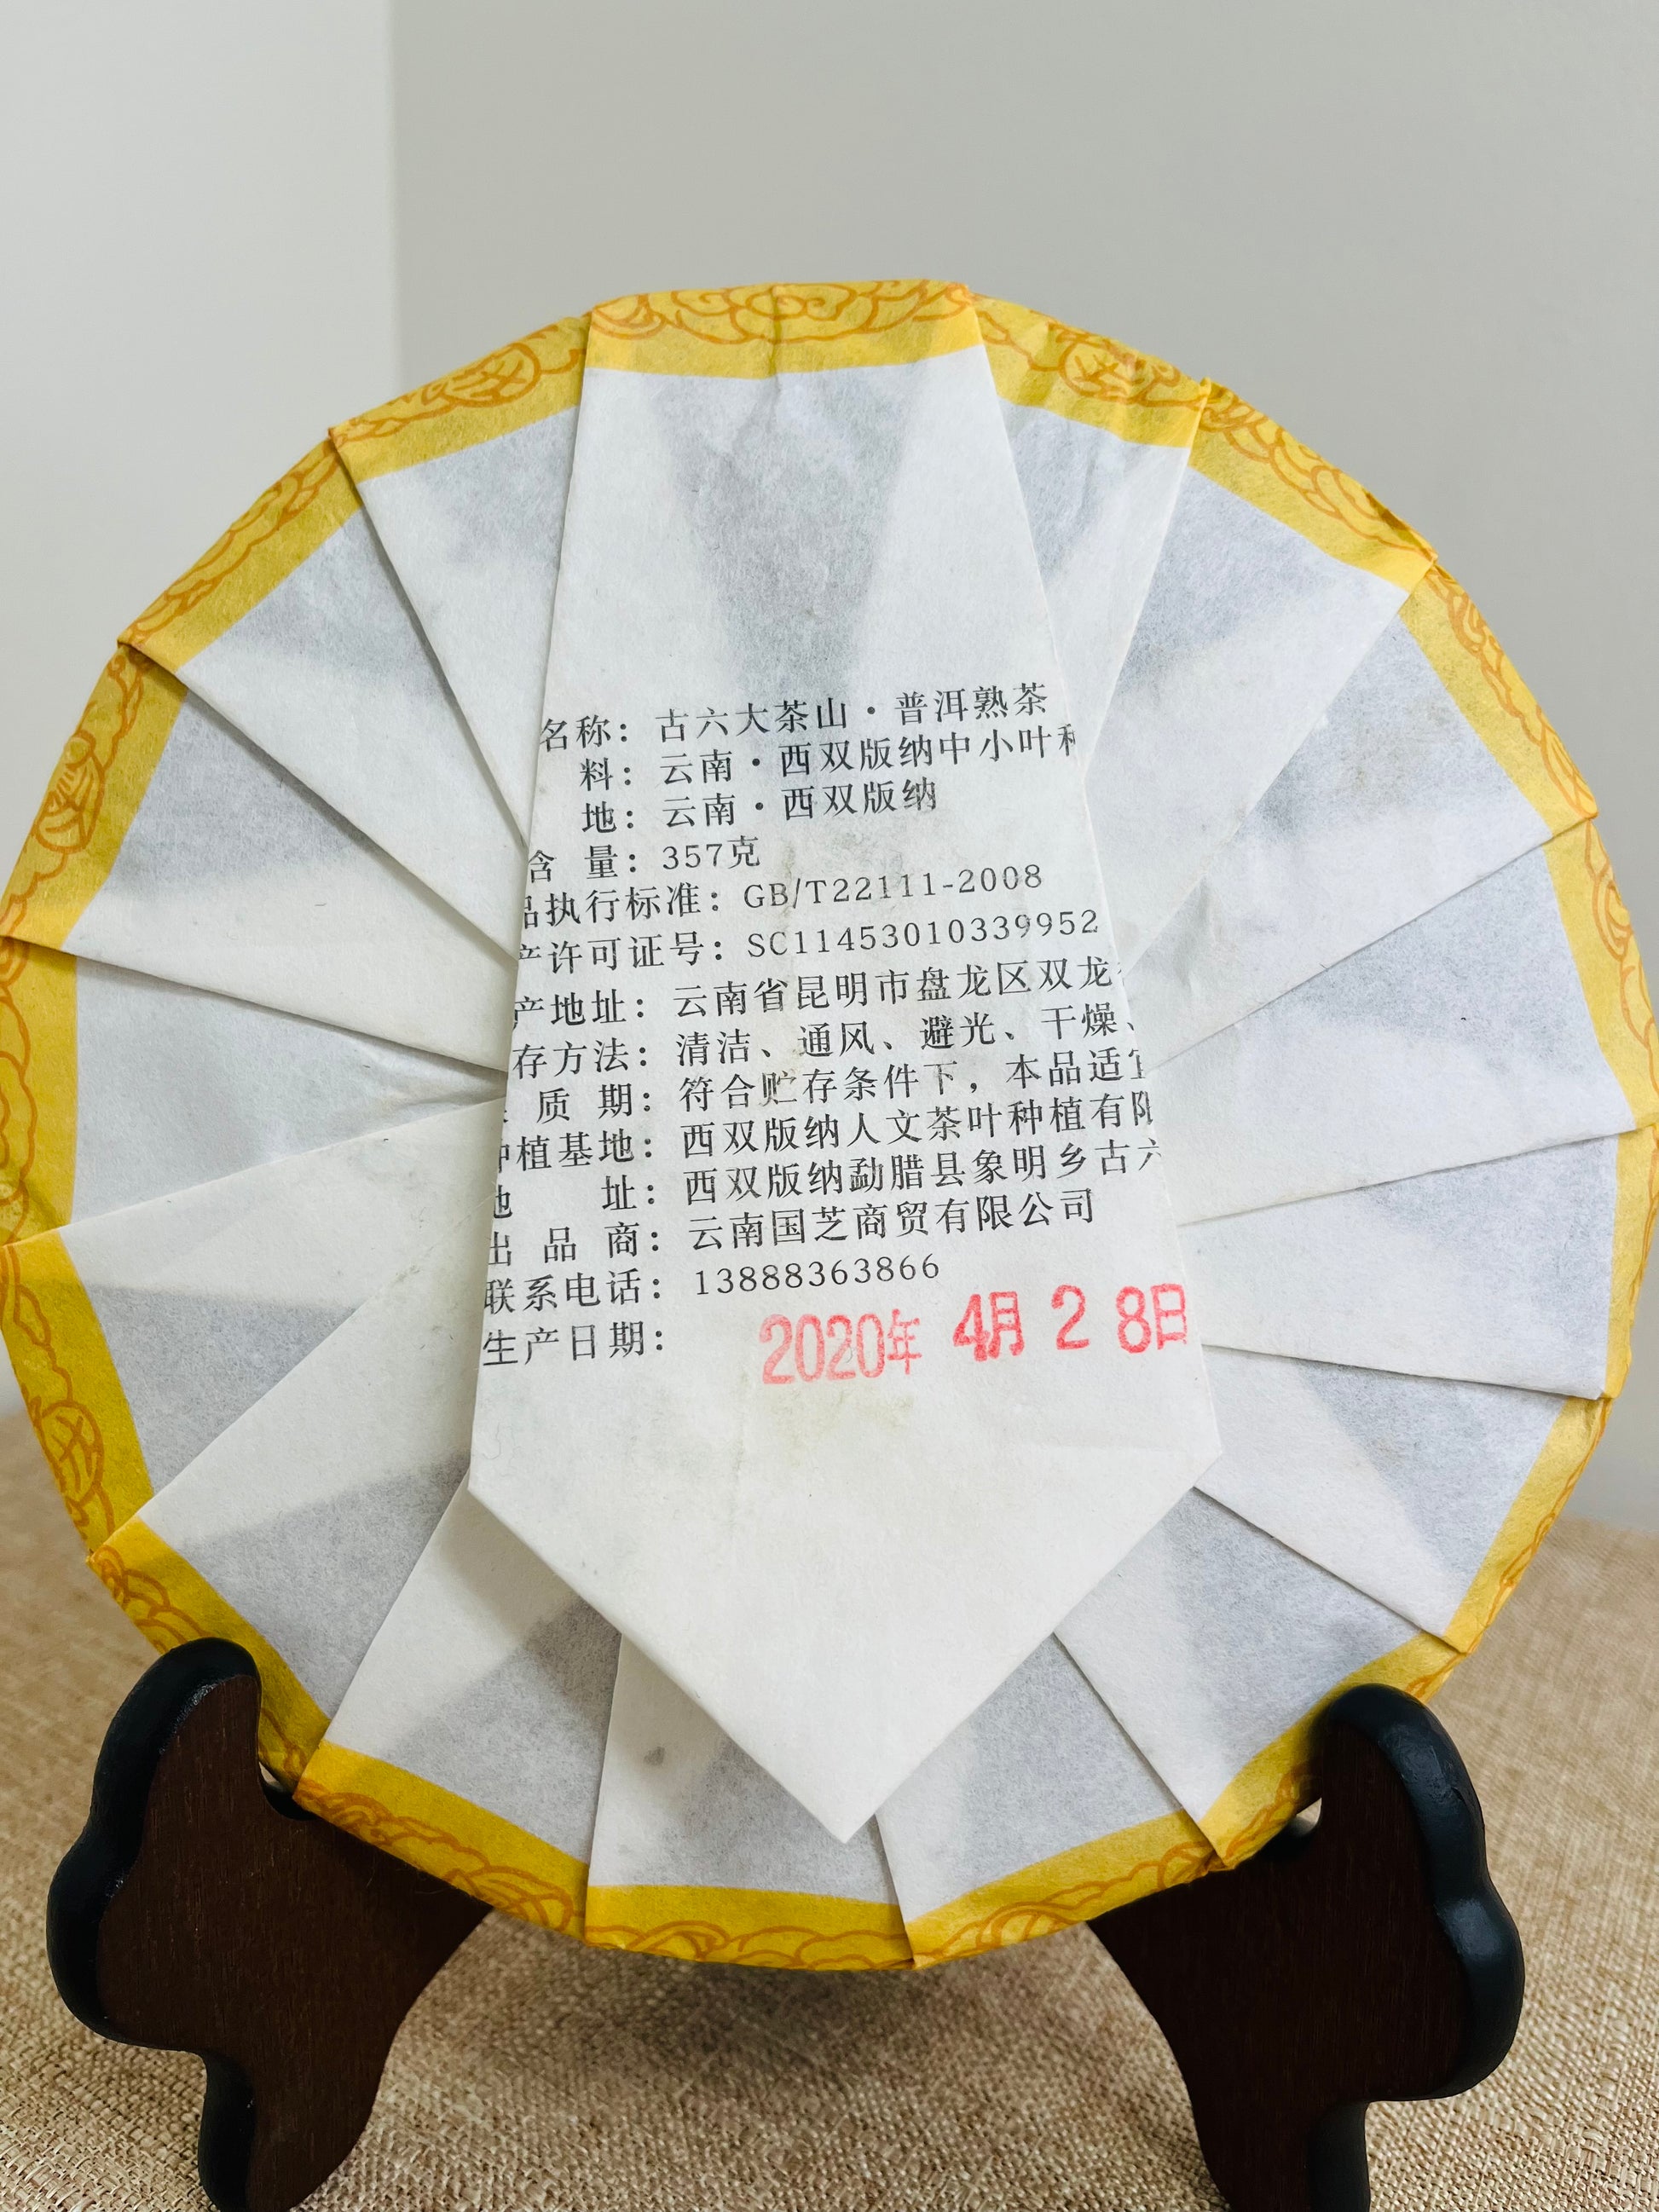 名称：古六大茶山·普洱熟茶
料：云南·西双版纳中小叶种
地：云南·西双版纳
含 量：357克
品执行标准：GB/T22111-2008
产许可证号：SC11453010339952
产地址：云南省昆明市盘龙区双龙
存方法：清洁、通风、避光、干燥、
质 期：符合贮存条件下，本品适宜
种植基地：西双版纳人文茶叶种植有限
地 址：西双版纳勐腊县象明乡古六
出 品 商：云南国芝商贸有限公司
联系电话：13888363866
生产日期：2020年 4月 2 8日